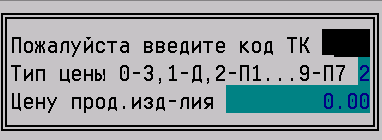 Пожалуйста введите код ТК
Тип цены 0-З,1-Д,2-П1...9-П7 2
Цену прод.изд-лия 0.00